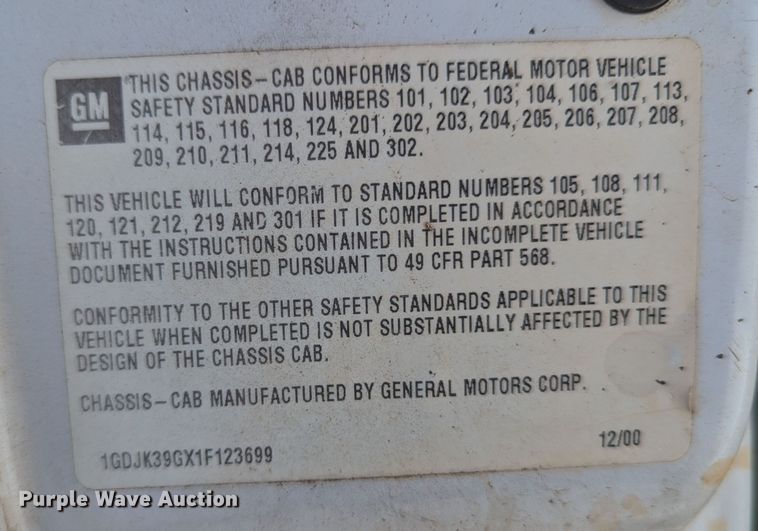 GM
THIS CHASSIS-CAB CONFORMS TO FEDERAL MOTOR VEHICLE
SAFETY STANDARD NUMBERS 101, 102, 103, 104, 106, 107, 113,
114, 115, 116, 118, 124, 201, 202, 203, 204, 205, 206, 207, 208,
209, 210, 211, 214, 225 AND 302.
THIS VEHICLE WILL CONFORM TO STANDARD NUMBERS 105, 108, 111,
120, 121, 212, 219 AND 301 IF IT IS COMPLETED IN ACCORDANCE
WITH THE INSTRUCTIONS CONTAINED IN THE INCOMPLETE VEHICLE
DOCUMENT FURNISHED PURSUANT TO 49 CFR PART 568.
CONFORMITY TO THE OTHER SAFETY STANDARDS APPLICABLE TO THIS
VEHICLE WHEN COMPLETED IS NOT SUBSTANTIALLY AFFECTED BY THE
DESIGN OF THE CHASSIS CAB.
CHASSIS-CAB MANUFACTURED BY GENERAL MOTORS CORP.
12/00
1GDJK39GX1F123699
Purple Wave Auction